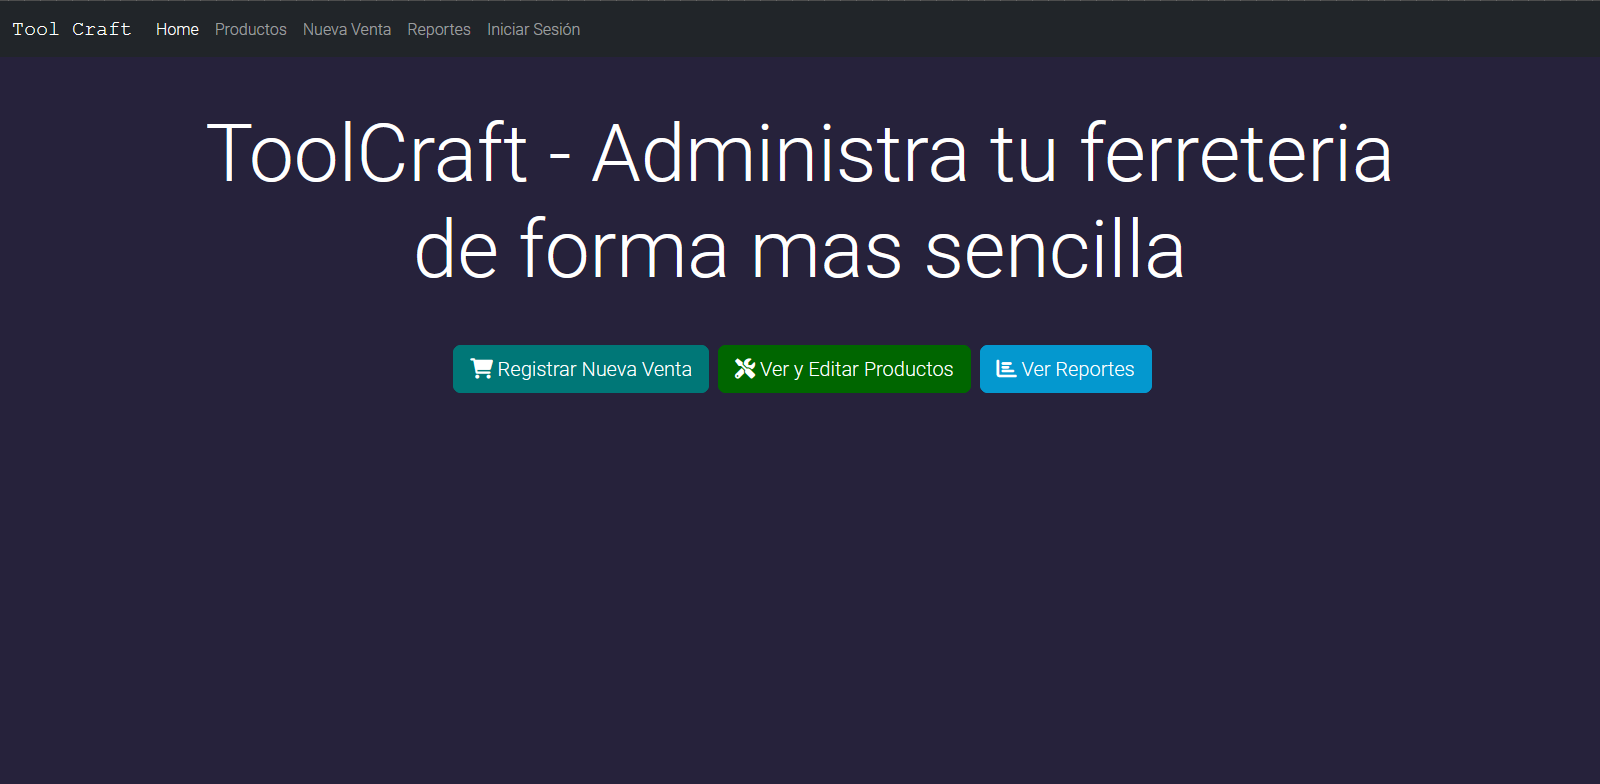 Tool Craft Home Productos Nueva Venta Reportes Iniciar Sesión
ToolCraft - Administra tu ferreteria
de forma mas sencilla
Registrar Nueva Venta Ver y Editar Productos Ver Reportes